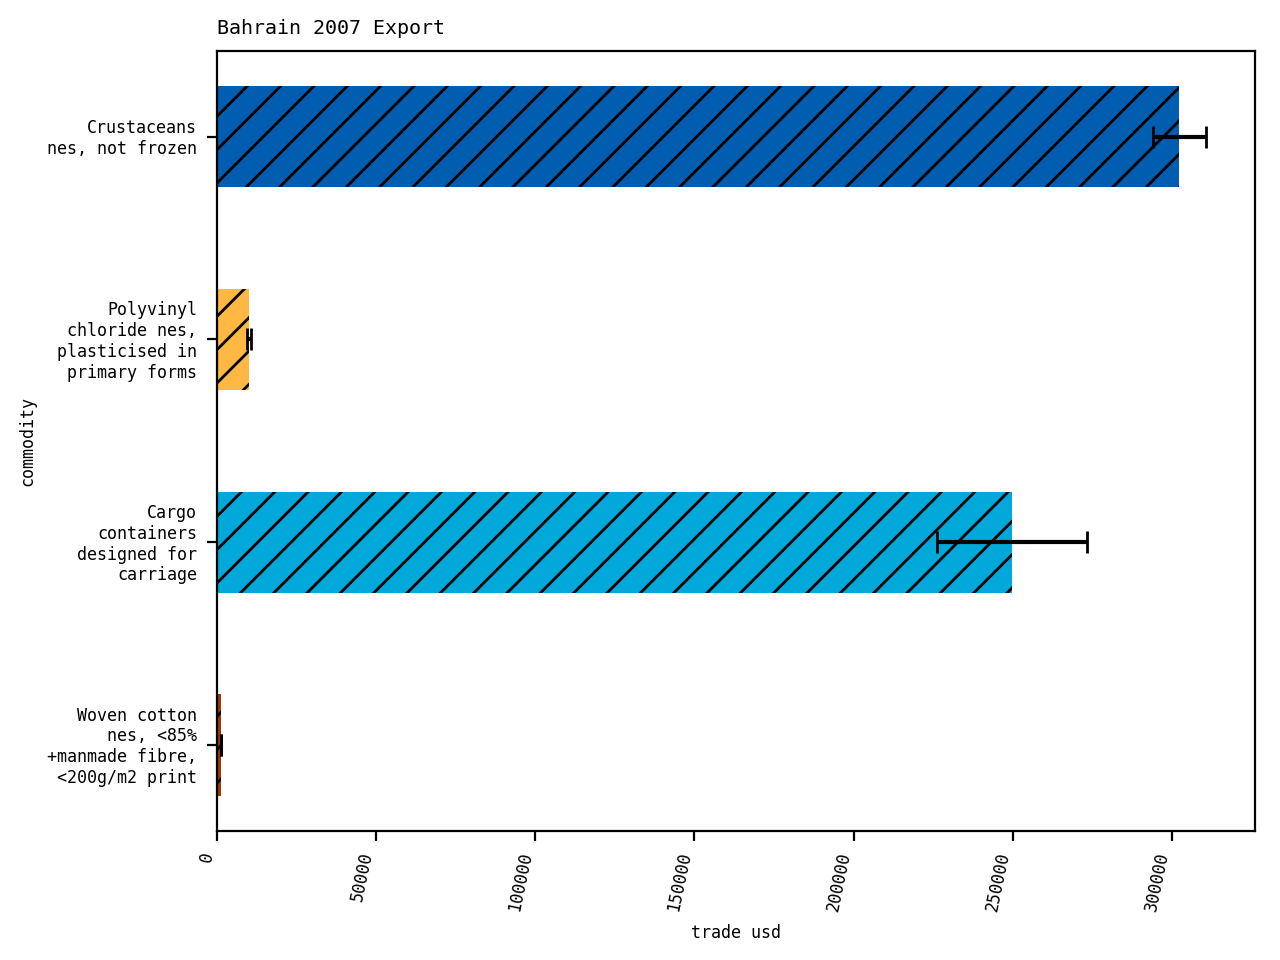 Bahrain 2007 Export
Crustaceans
nes, not frozen
Polyvinyl
chloride nes,
plasticised in
primary forms
Cargo
containers
designed for
carriage
Woven cotton
nes, <85%
+manmade fibre,
<200g/m2 print
commodity
0
50000
100000
150000
200000
250000
300000
trade usd